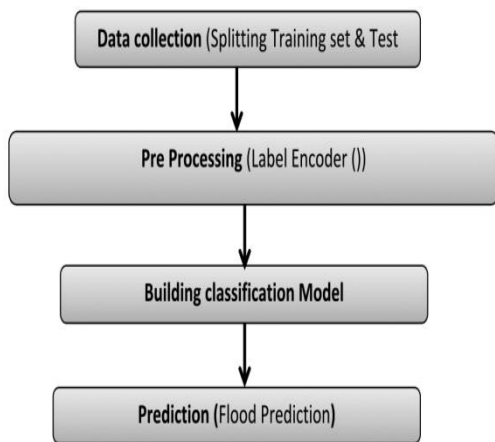 Data collection (Splitting Training set & Test
Pre Processing (Label Encoder ())
Building classification Model
Prediction (Flood Prediction)